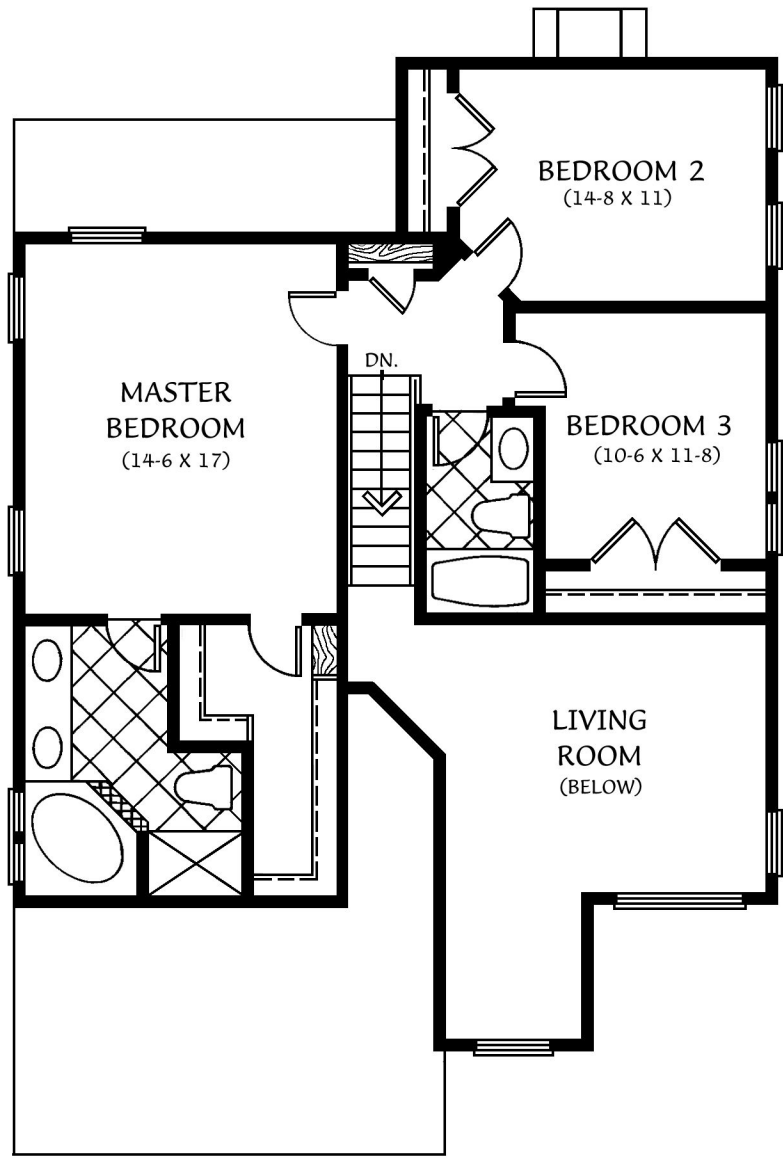 BEDROOM 2
(14-8 X 11)
DN.
MASTER
BEDROOM
(14-6 X 17)
BEDROOM 3
(10-6 X 11-8)
LIVING
ROOM
(BELOW)